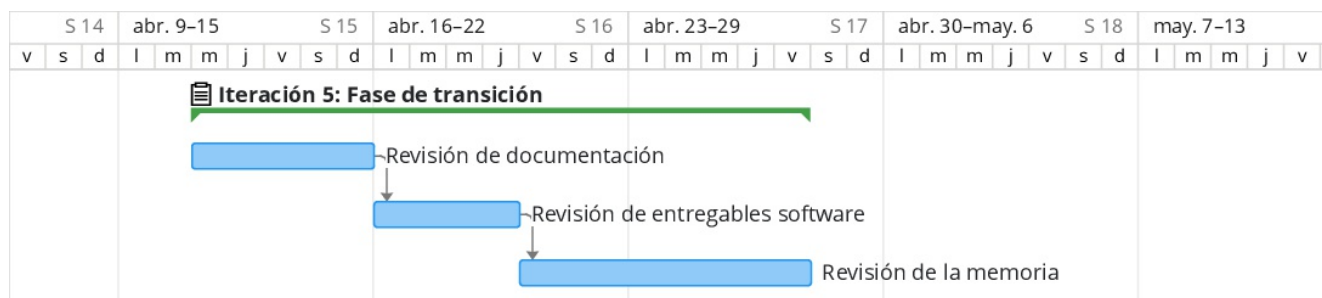 S 14 abr. 9–15 S 15 abr. 16–22 S 16 abr. 23–29 S 17 abr. 30–may. 6 S 18 may. 7–13
v s d l m m j v s d l m m j v s d l m m j v s d l m m j v s d l m m j v
Iteración 5: Fase de transición
Revisión de documentación
Revisión de entregables software
Revisión de la memoria